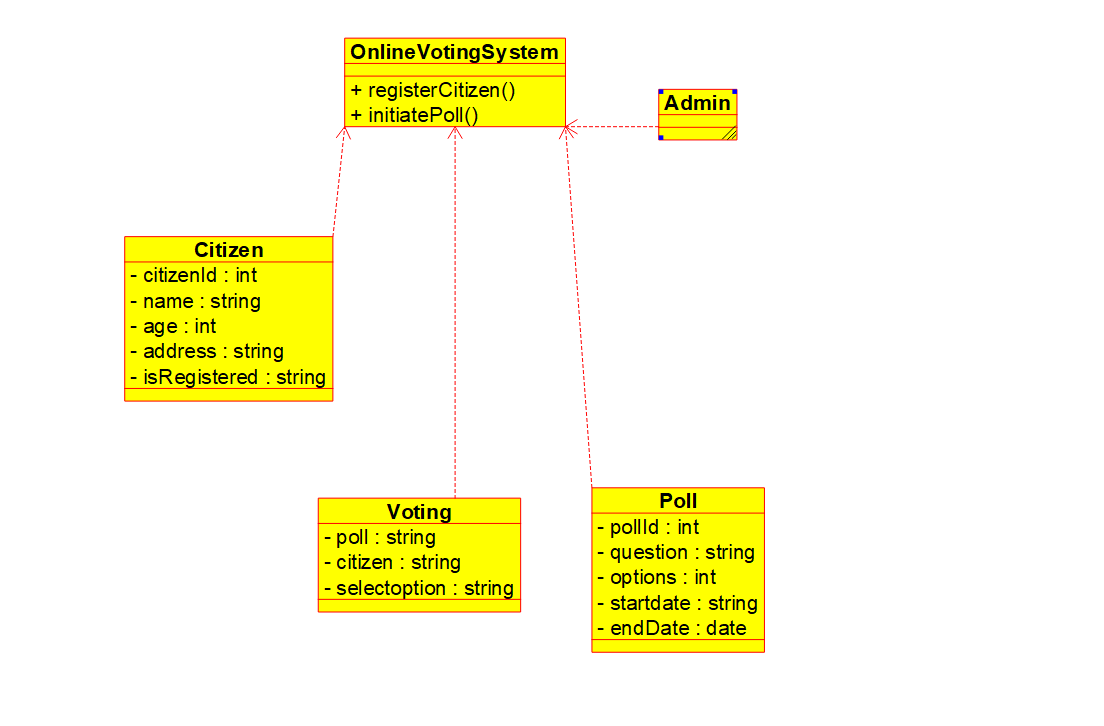 OnlineVotingSystem
+ registerCitizen()
+ initiatePoll()
Admin
Citizen
- citizenId : int
- name : string
- age : int
- address : string
- isRegistered : string
Voting
- poll : string
- citizen : string
- selectoption : string
Poll
- pollId : int
- question : string
- options : int
- startdate : string
- endDate : date